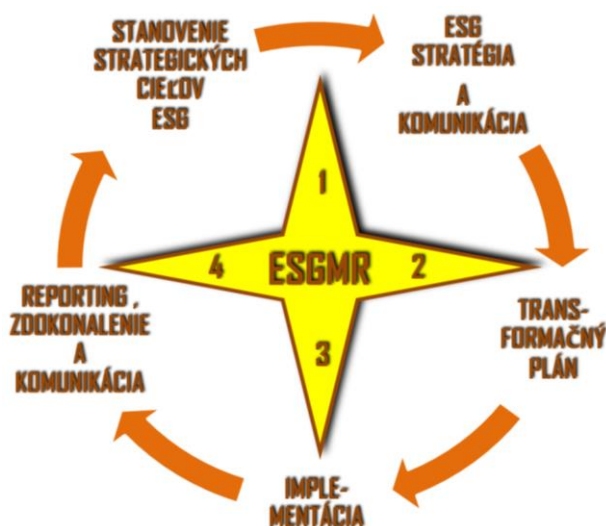 STANOVENIE
STRATEGICKÝCH
CIEĽOV
ESG
ESG
STRATÉGIA
A
KOMUNIKÁCIA
TRANS-
FORMAČNÝ
PLÁN
IMPLE-
MENTÁCIA
REPORTING ,
ZDOKONALENIE
A
KOMUNIKÁCIA
1
4 ESGMR 2
3